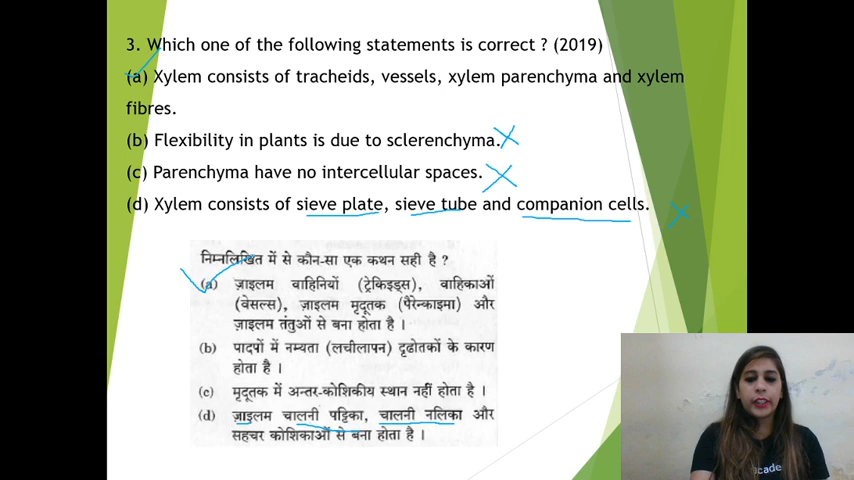 3. Which one of the following statements is correct ? (2019)
(a) Xylem consists of tracheids, vessels, xylem parenchyma and xylem
fibres.
(b) Flexibility in plants is due to sclerenchyma.
(c) Parenchyma have no intercellular spaces.
(d) Xylem consists of sieve plate, sieve tube and companion cells.
निम्नलिखित में से कौन-सा एक कथन सही है ?
(a) ज़ाइलम वाहिनियों (ट्रेकिइड्स), वाहिकाओं
(वेसल्स), ज़ाइलम मृदूतक (पैरेन्काइमा) और
ज़ाइलम तंतुओं से बना होता है ।
(b) पादपों में नम्यता (लचीलापन) दृढोतकों के कारण
होता है ।
(c) मृदूतक में अन्तर-कोशिकीय स्थान नहीं होता है ।
(d) ज़ाइलम चालनी पट्टिका, चालनी नलिका और
सहचर कोशिकाओं से बना होता है ।